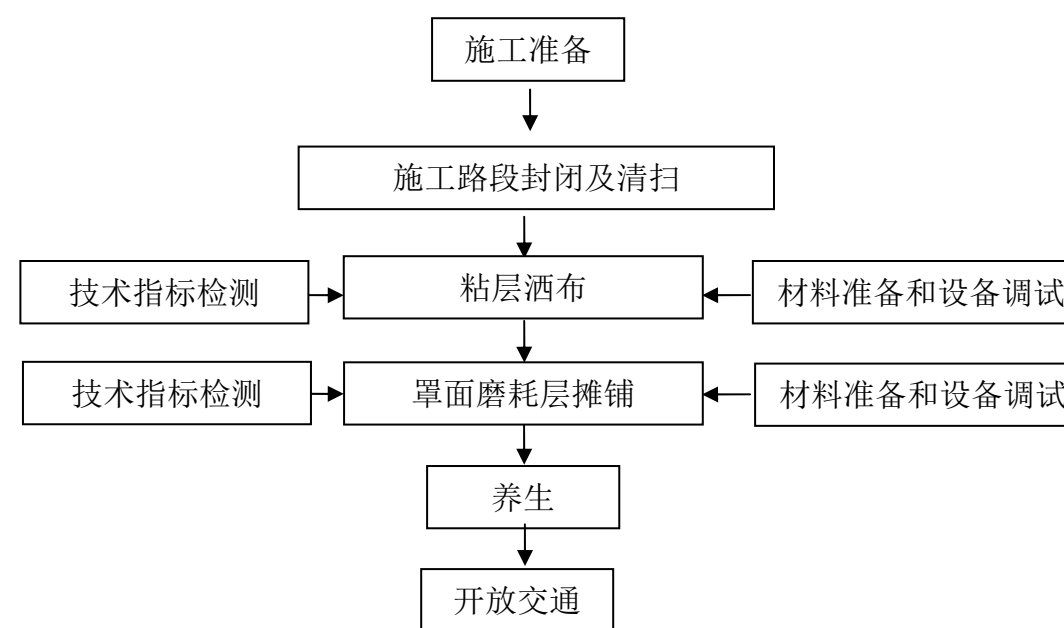 施工准备
施工路段封闭及清扫
技术指标检测
粘层洒布
材料准备和设备调试
技术指标检测
罩面磨耗层摊铺
材料准备和设备调试
养生
开放交通